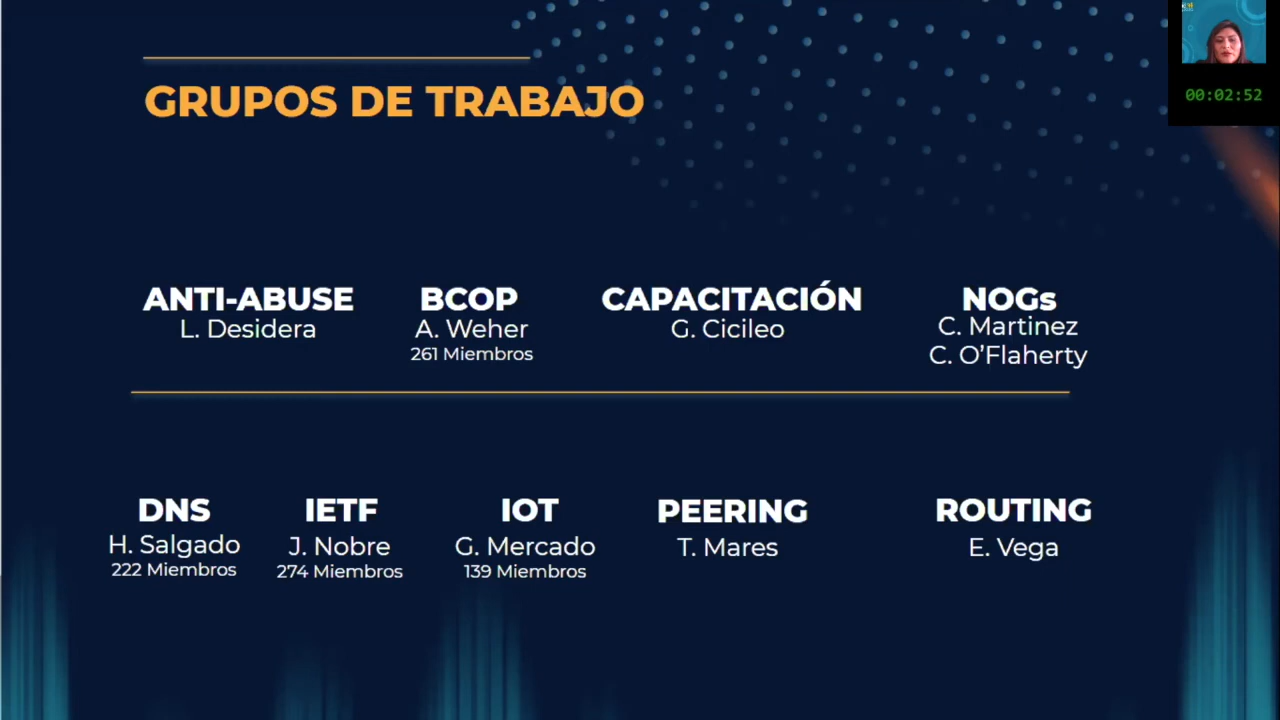 GRUPOS DE TRABAJO
00:02:52
ANTI-ABUSE
L. Desidera
BCOP
A. Weher
261 Miembros
CAPACITACIÓN
G. Cicileo
NOGs
C. Martinez
C. O'Flaherty
DNS
H. Salgado
222 Miembros
IETF
J. Nobre
274 Miembros
IOT
G. Mercado
139 Miembros
PEERING
T. Mares
ROUTING
E. Vega